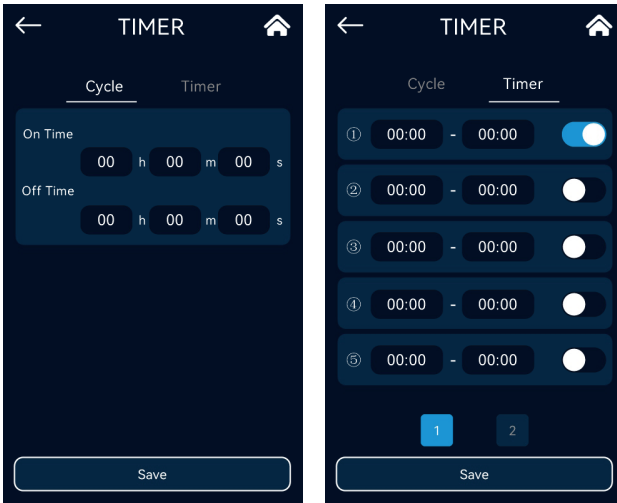 TIMER
Cycle Timer
On Time
00 h 00 m 00 s
Off Time
00 h 00 m 00 s
Save
TIMER
Cycle Timer
① 00:00 - 00:00
② 00:00 - 00:00
③ 00:00 - 00:00
④ 00:00 - 00:00
⑤ 00:00 - 00:00
1 2
Save